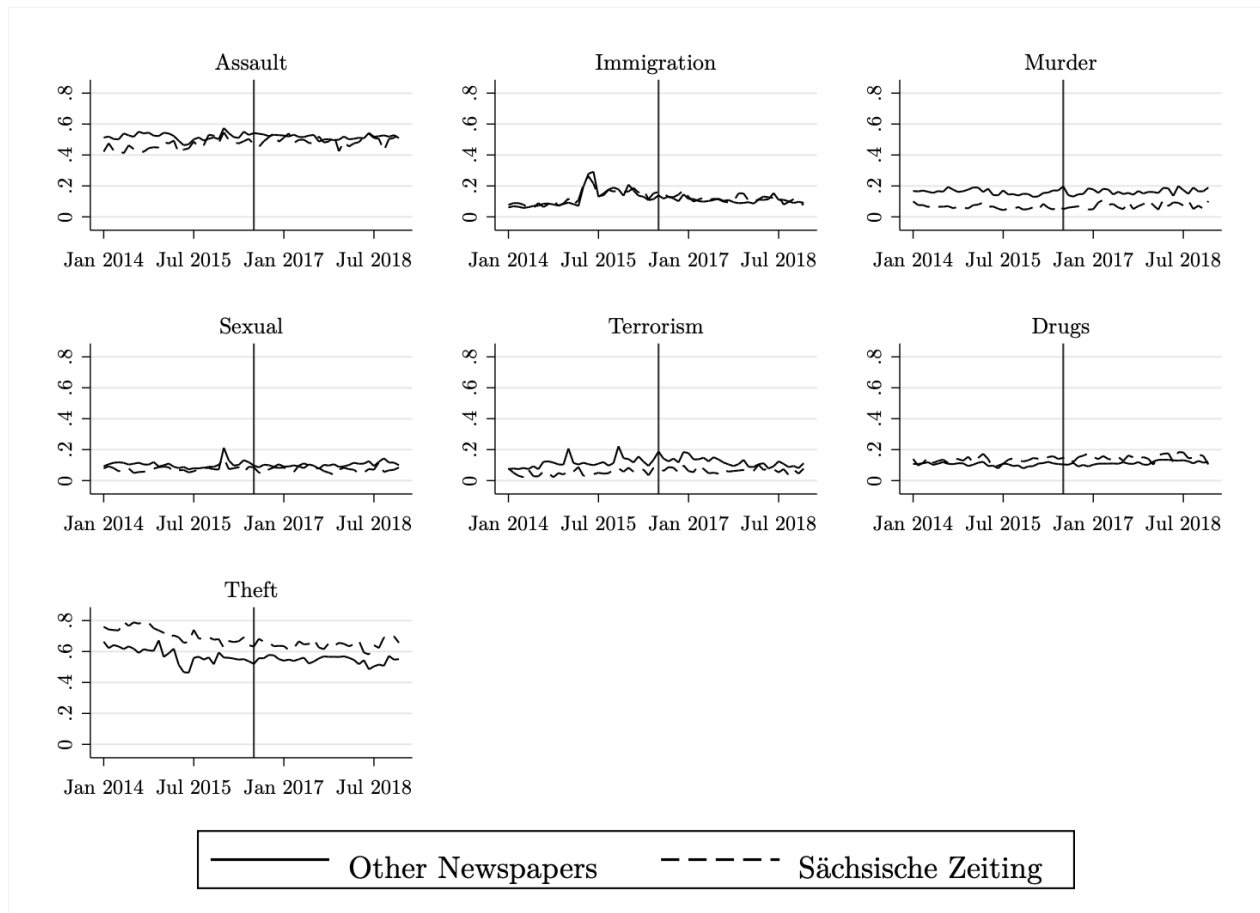 Assault Immigration Murder
.8 .8 .8
.6 .6 .6
.4 .4 .4
.2 .2 .2
0 0 0
Jan 2014 Jul 2015 Jan 2017 Jul 2018 Jan 2014 Jul 2015 Jan 2017 Jul 2018 Jan 2014 Jul 2015 Jan 2017 Jul 2018
Sexual Terrorism Drugs
.8 .8 .8
.6 .6 .6
.4 .4 .4
.2 .2 .2
0 0 0
Jan 2014 Jul 2015 Jan 2017 Jul 2018 Jan 2014 Jul 2015 Jan 2017 Jul 2018 Jan 2014 Jul 2015 Jan 2017 Jul 2018
Theft
.8
.6
.4
.2
0
Jan 2014 Jul 2015 Jan 2017 Jul 2018
Other Newspapers Sächsische Zeiting